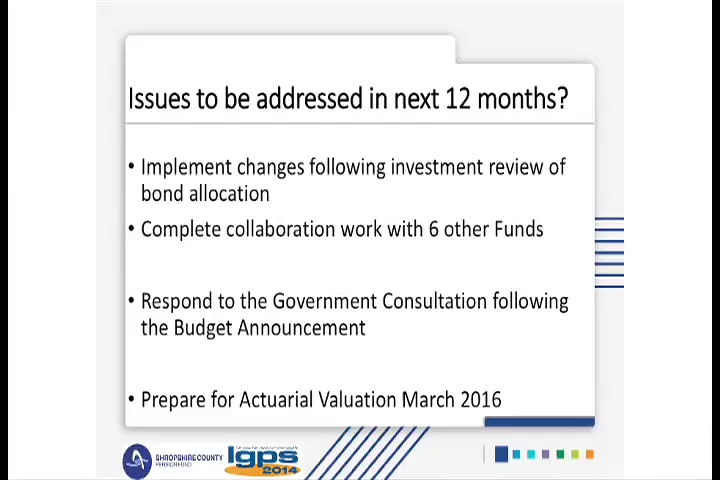 Issues to be addressed in next 12 months?
• Implement changes following investment review of
bond allocation
• Complete collaboration work with 6 other Funds
• Respond to the Government Consultation following
the Budget Announcement
• Prepare for Actuarial Valuation March 2016
SHROPSHIRE COUNTY
PENSION FUND
lgps
2014